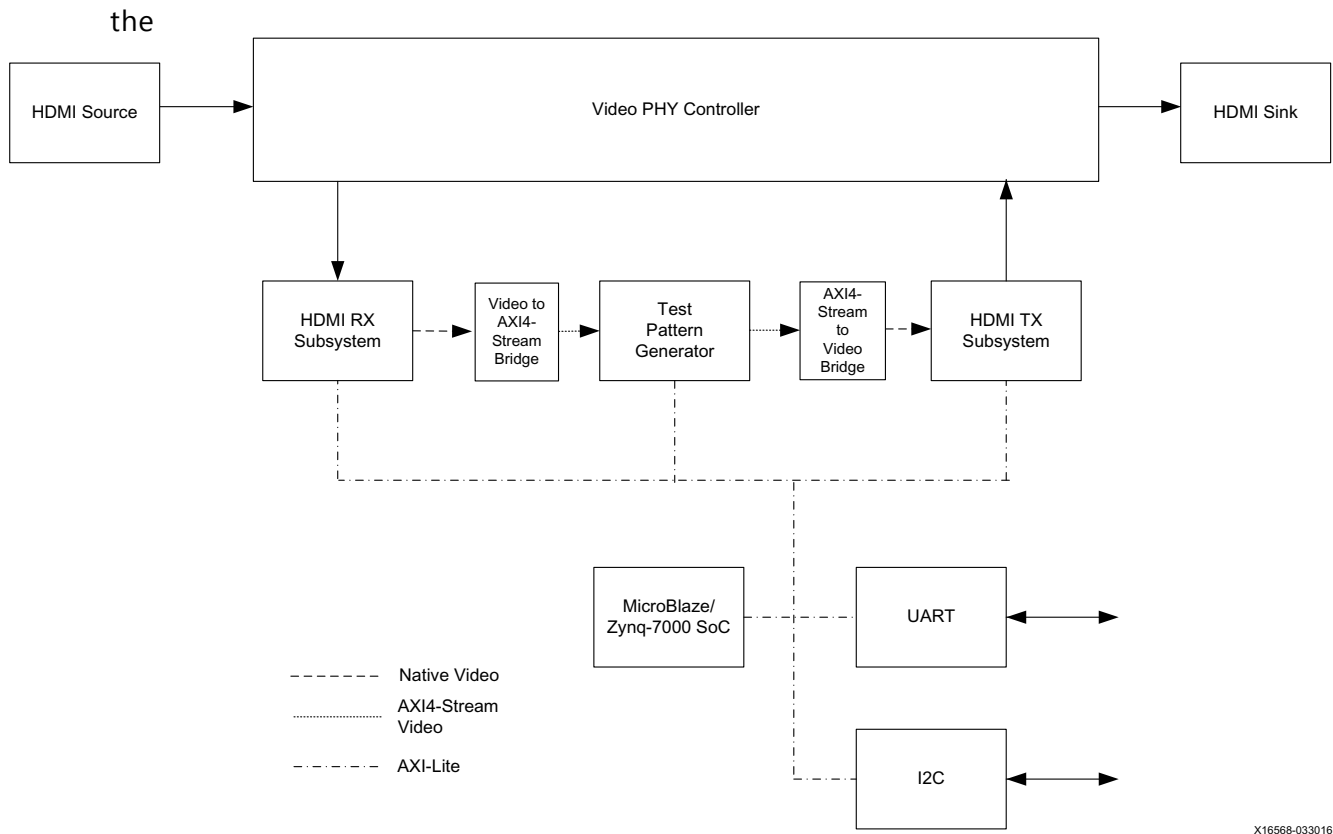 the
HDMI Source
Video PHY Controller
HDMI Sink
HDMI RX
Subsystem
Video to
AXI4-
Stream
Bridge
Test
Pattern
Generator
AXI4-
Stream
to
Video
Bridge
HDMI TX
Subsystem
MicroBlaze/
Zynq-7000 SoC
UART
Native Video
AXI4-Stream
Video
AXI-Lite
I2C
X16568-033016